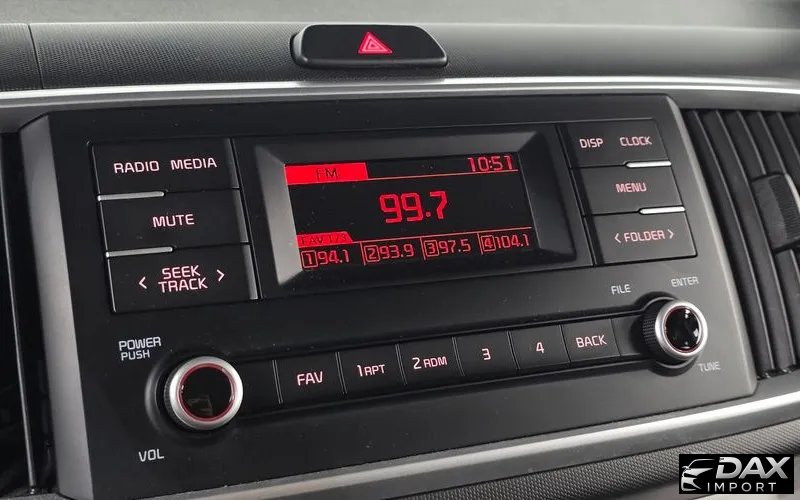 RADIO MEDIA
MUTE
< SEEK >
TRACK
FM 10:51
99.7
FAV 1/3
1 94.1 2 93.9 3 97.5 4 104.1
DISP CLOCK
MENU
< FOLDER >
FILE
ENTER
TUNE
POWER
PUSH
VOL
FAV
1 RPT
2 RDM
3
4
BACK
DAX
IMPORT